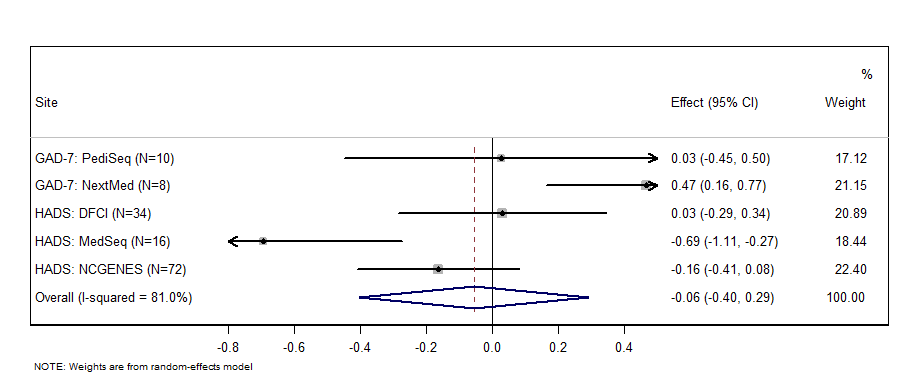 %
Site Effect (95% CI) Weight
GAD-7: PediSeq (N=10) 0.03 (-0.45, 0.50) 17.12
GAD-7: NextMed (N=8) 0.47 (0.16, 0.77) 21.15
HADS: DFCI (N=34) 0.03 (-0.29, 0.34) 20.89
HADS: MedSeq (N=16) -0.69 (-1.11, -0.27) 18.44
HADS: NCGENES (N=72) -0.16 (-0.41, 0.08) 22.40
Overall (I-squared = 81.0%) -0.06 (-0.40, 0.29) 100.00
-0.8 -0.6 -0.4 -0.2 0.0 0.2 0.4
NOTE: Weights are from random-effects model